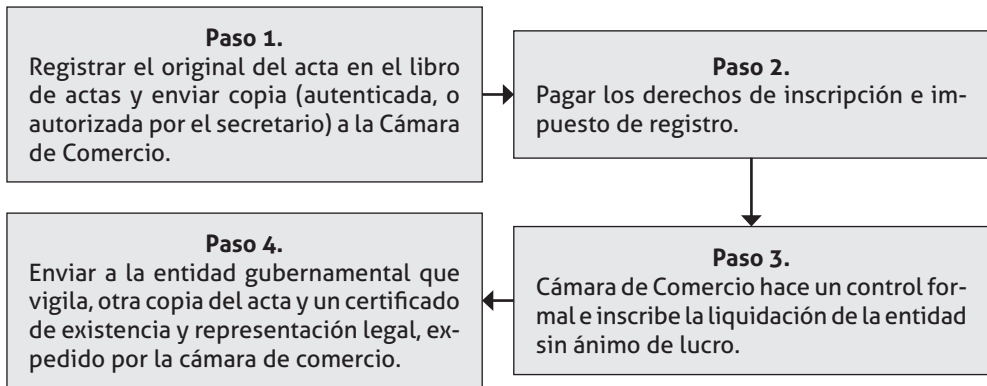 Paso 1.
Registrar el original del acta en el libro
de actas y enviar copia (autenticada, o
autorizada por el secretario) a la Cámara
de Comercio.
Paso 2.
Pagar los derechos de inscripción e im-
puesto de registro.
Paso 3.
Cámara de Comercio hace un control for-
mal e inscribe la liquidación de la entidad
sin ánimo de lucro.
Paso 4.
Enviar a la entidad gubernamental que
vigila, otra copia del acta y un certificado
de existencia y representación legal, ex-
pedido por la cámara de comercio.